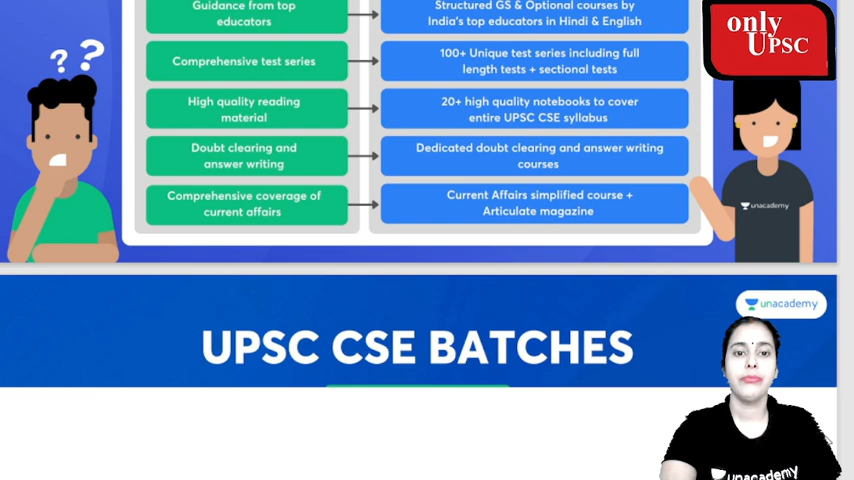 Guidance from top
educators
Structured GS & Optional courses by
India's top educators in Hindi & English
only
UPSC
Comprehensive test series
100+ Unique test series including full
length tests + sectional tests
? ?
High quality reading
material
20+ high quality notebooks to cover
entire UPSC CSE syllabus
Doubt clearing and
answer writing
Dedicated doubt clearing and answer writing
courses
Comprehensive coverage of
current affairs
Current Affairs simplified course +
Articulate magazine
unacademy
unacademy
UPSC CSE BATCHES
unacademy